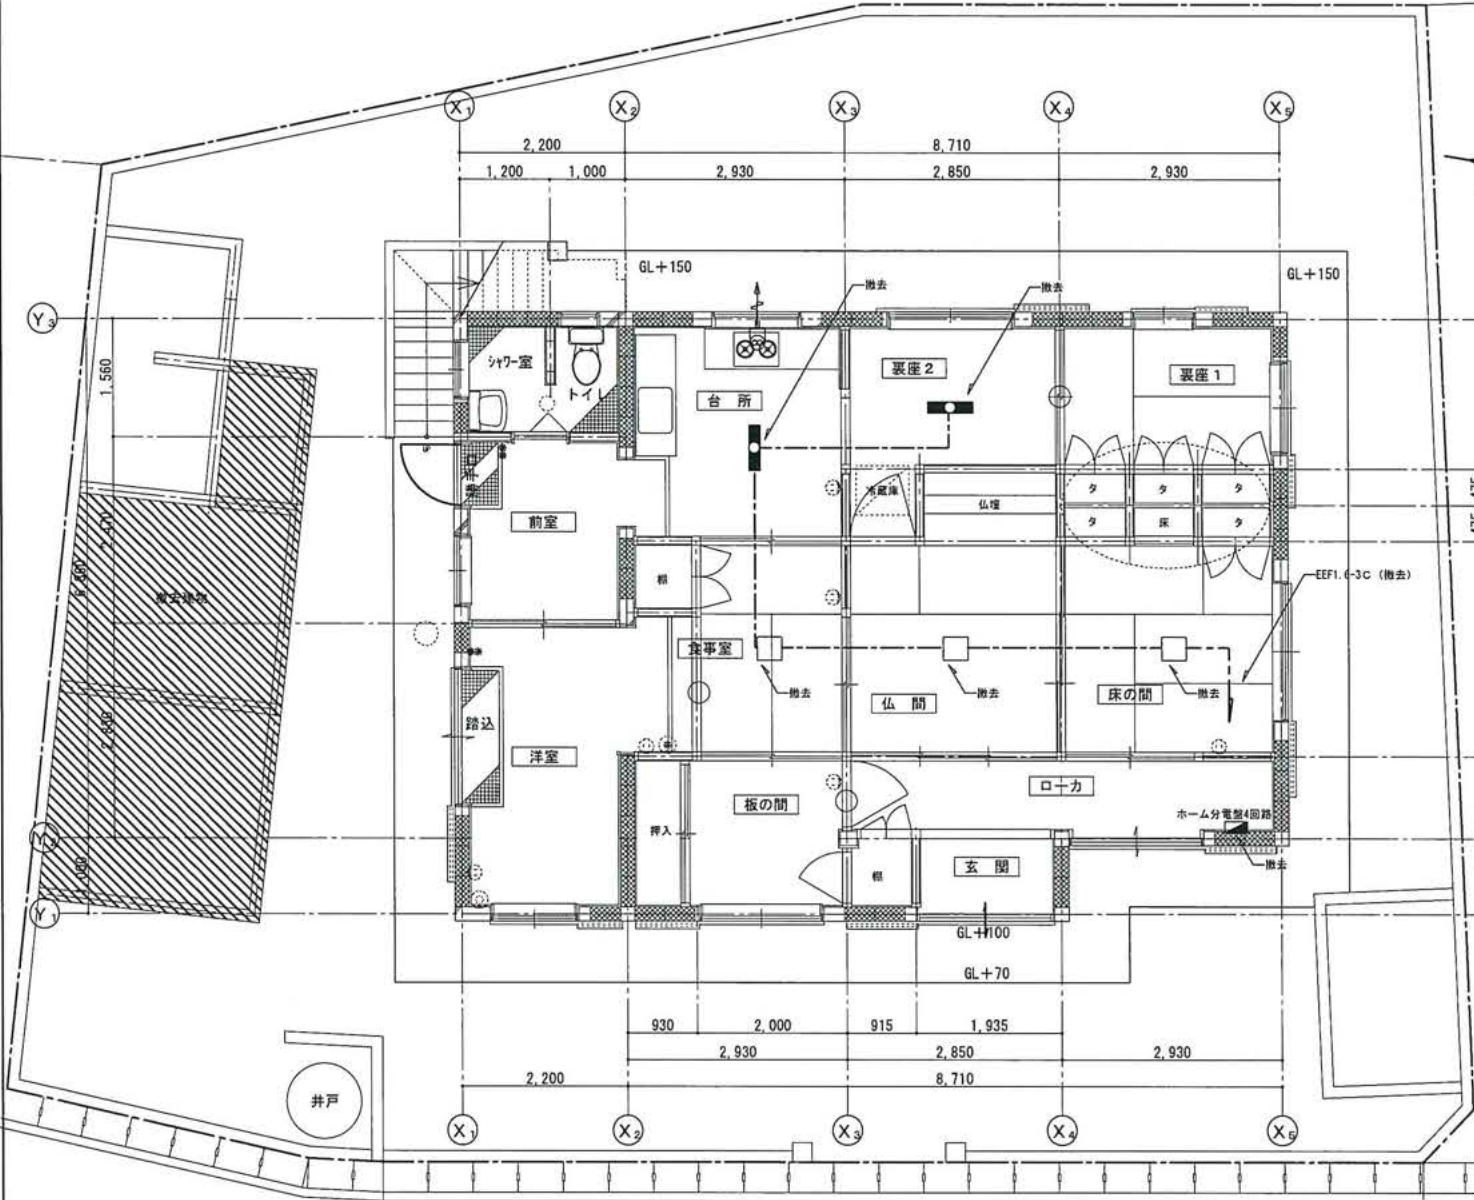 X₁ X₂ X₃ X₄ X₅
2,200 8,710
1,200 1,000 2,930 2,850 2,930
GL+150
GL+150
撤去
撤去
Y₃
1,560
シャワー室
トイレ
台 所
裏座2
裏座1
前室
冷蔵庫
仏壇
タ タ タ
タ 床 タ
棚
EEF1.6-3C (撤去)
撤去建物
食事室
撤去
撤去
撤去
仏 間
床の間
踏込
洋室
板の間
ローカ
押入
ホーム分電盤4回路
撤去
棚
玄 関
Y₂
Y₁
GL+100
GL+70
930 2,000 915 1,935
2,930 2,850 2,930
2,200 8,710
井戸
X₁ X₂ X₃ X₄ X₅